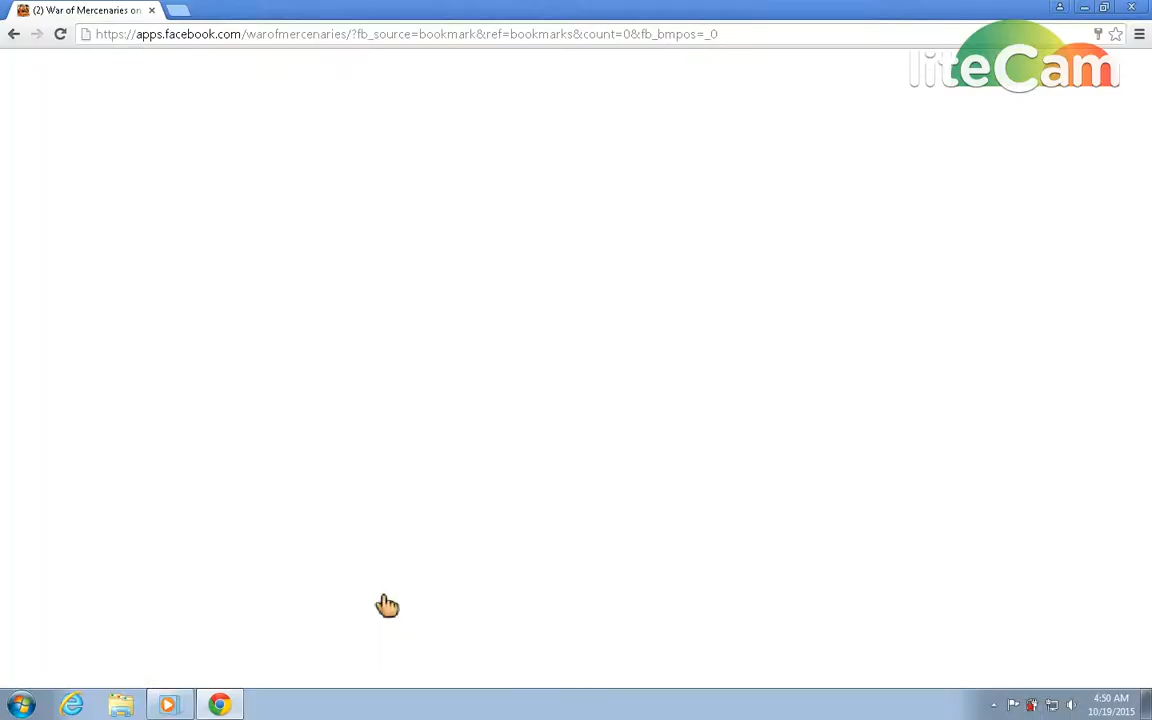 (2) War of Mercenaries on
https://apps.facebook.com/warofmercenaries/?fb_source=bookmark&ref=bookmarks&count=0&fb_bmpos=_0
liteCam
4:50 AM
10/19/2015